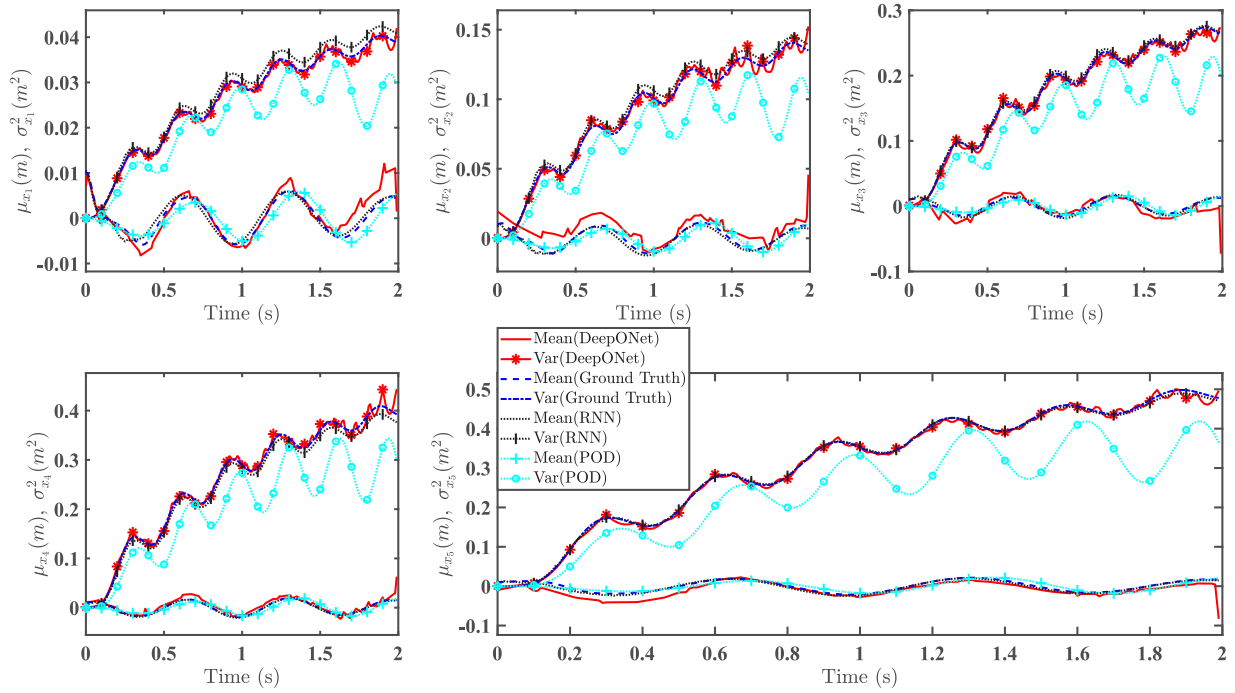 0.04
0.03
0.02
0.01
0
-0.01
μx₁(m), σ²x₁(m²)
0 0.5 1 1.5 2
Time (s)
0.15
0.1
0.05
0
μx₂(m), σ²x₂(m²)
0 0.5 1 1.5 2
Time (s)
0.3
0.2
0.1
0
-0.1
μx₃(m), σ²x₃(m²)
0 0.5 1 1.5 2
Time (s)
Mean(DeepONet)
Var(DeepONet)
Mean(Ground Truth)
Var(Ground Truth)
Mean(RNN)
Var(RNN)
Mean(POD)
Var(POD)
0.4
0.3
0.2
0.1
0
μx₄(m), σ²x₄(m²)
0 0.5 1 1.5 2
Time (s)
0.5
0.4
0.3
0.2
0.1
0
-0.1
μx₅(m), σ²x₅(m²)
0 0.2 0.4 0.6 0.8 1 1.2 1.4 1.6 1.8 2
Time (s)